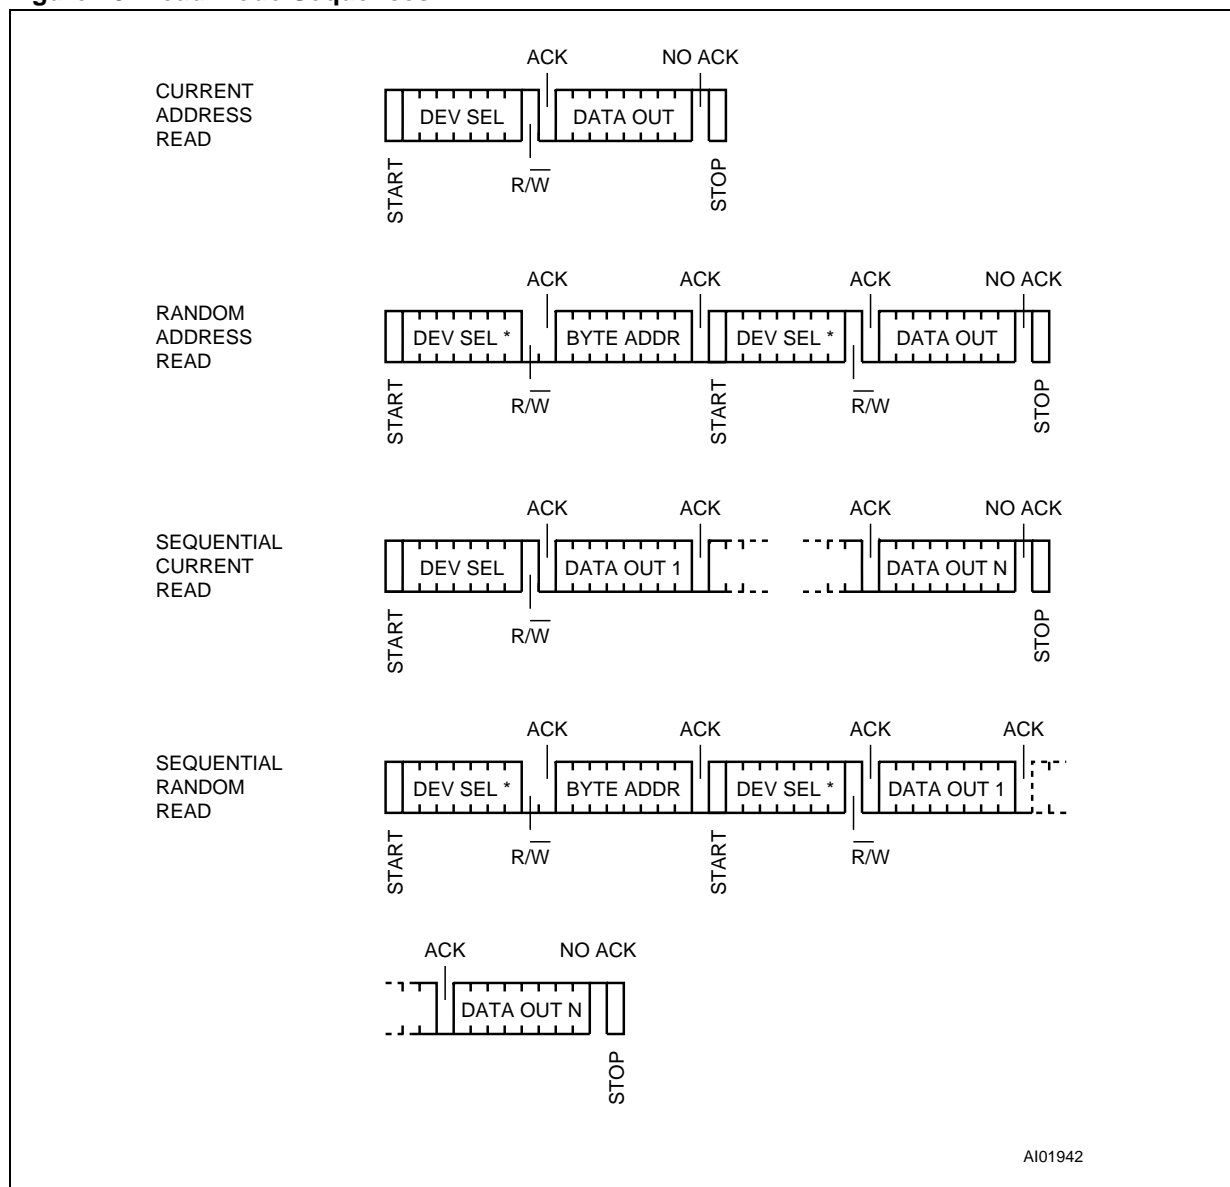 ACK NO ACK
CURRENT
ADDRESS
READ
DEV SEL DATA OUT
START R/W̅ STOP
ACK ACK ACK NO ACK
RANDOM
ADDRESS
READ
DEV SEL * BYTE ADDR DEV SEL * DATA OUT
START R/W̅ START R̅/W STOP
ACK ACK ACK NO ACK
SEQUENTIAL
CURRENT
READ
DEV SEL DATA OUT 1 DATA OUT N
START R/W̅ STOP
ACK ACK ACK ACK
SEQUENTIAL
RANDOM
READ
DEV SEL * BYTE ADDR DEV SEL * DATA OUT 1
START R/W̅ START R̅/W
ACK NO ACK
DATA OUT N
STOP
AI01942